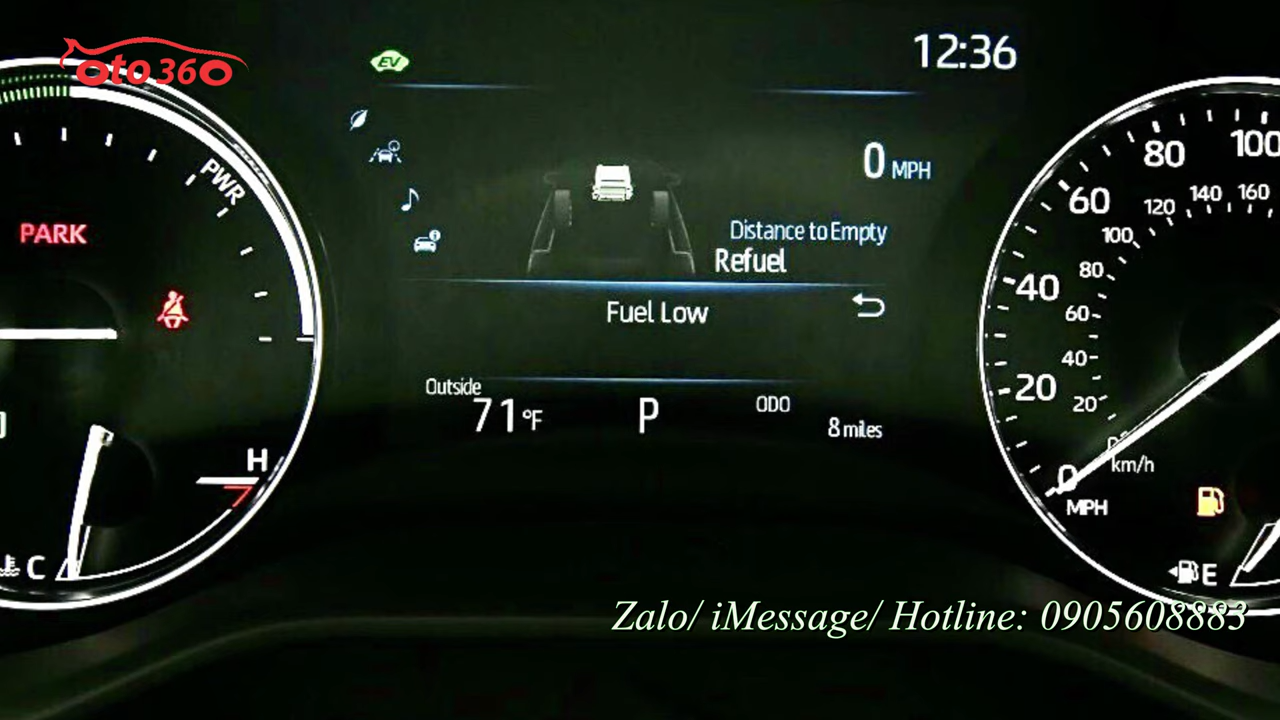 oto360
EV
12:36
0 MPH
PWR
PARK
Distance to Empty
Refuel
Fuel Low
Outside
71°F
P
ODO
8 miles
H
C
100
80
60
40
20
0
MPH
160
140
120
100
80
60
40
20
0
km/h
E
Zalo/ iMessage/ Hotline: 0905608883